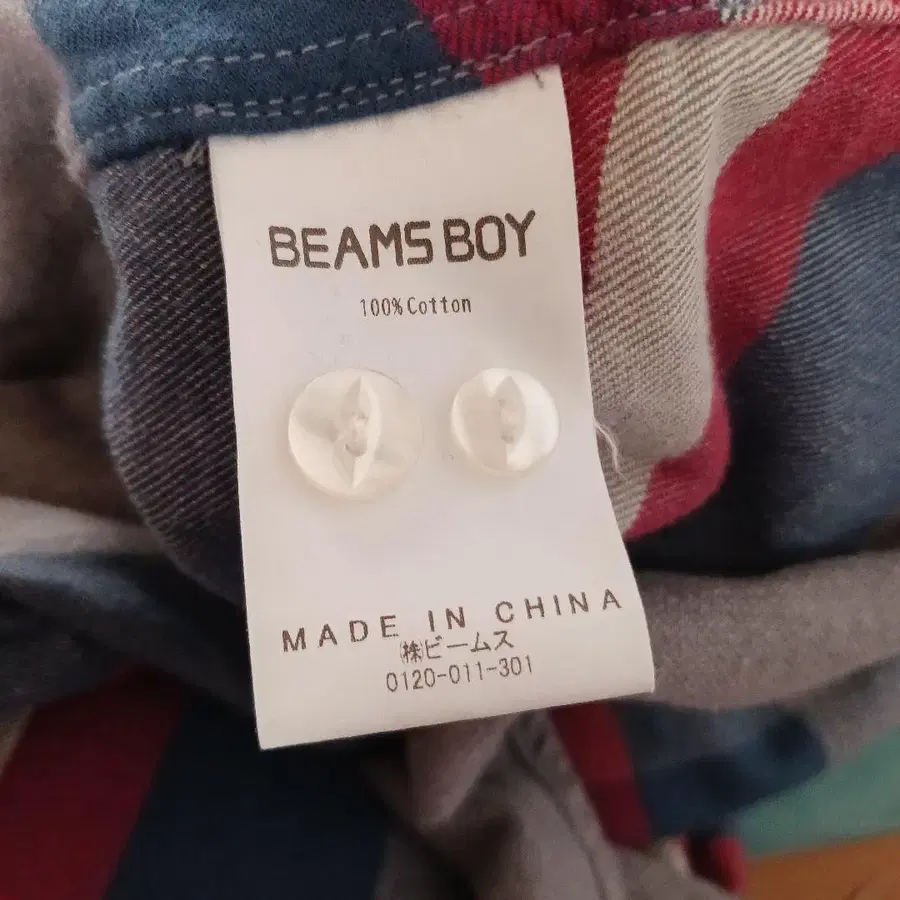 BEAMS BOY
100% Cotton
MADE IN CHINA
㈱ビームス
0120-011-301